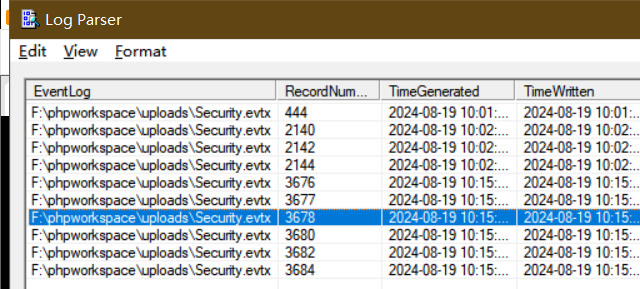 Log Parser
Edit View Format
EventLog RecordNum... TimeGenerated TimeWritten
F:\phpworkspace\uploads\Security.evtx 444 2024-08-19 10:01:... 2024-08-19 10:01:...
F:\phpworkspace\uploads\Security.evtx 2140 2024-08-19 10:02:... 2024-08-19 10:02:...
F:\phpworkspace\uploads\Security.evtx 2142 2024-08-19 10:02:... 2024-08-19 10:02:...
F:\phpworkspace\uploads\Security.evtx 2144 2024-08-19 10:02:... 2024-08-19 10:02:...
F:\phpworkspace\uploads\Security.evtx 3676 2024-08-19 10:15:... 2024-08-19 10:15:...
F:\phpworkspace\uploads\Security.evtx 3677 2024-08-19 10:15:... 2024-08-19 10:15:...
F:\phpworkspace\uploads\Security.evtx 3678 2024-08-19 10:15:... 2024-08-19 10:15:...
F:\phpworkspace\uploads\Security.evtx 3680 2024-08-19 10:15:... 2024-08-19 10:15:...
F:\phpworkspace\uploads\Security.evtx 3682 2024-08-19 10:15:... 2024-08-19 10:15:...
F:\phpworkspace\uploads\Security.evtx 3684 2024-08-19 10:15:... 2024-08-19 10:15:...